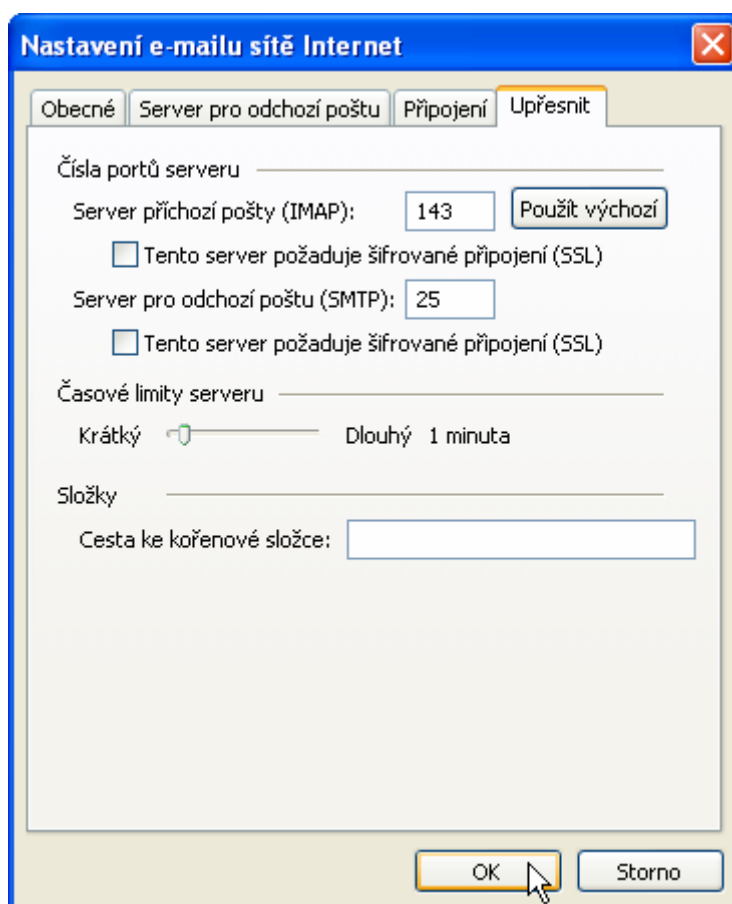 Nastavení e-mailu sítě Internet
Obecné Server pro odchozí poštu Připojení Upřesnit
Čísla portů serveru
Server příchozí pošty (IMAP): 143 Použít výchozí
Tento server požaduje šifrované připojení (SSL)
Server pro odchozí poštu (SMTP): 25
Tento server požaduje šifrované připojení (SSL)
Časové limity serveru
Krátký Dlouhý 1 minuta
Složky
Cesta ke kořenové složce:
OK Storno